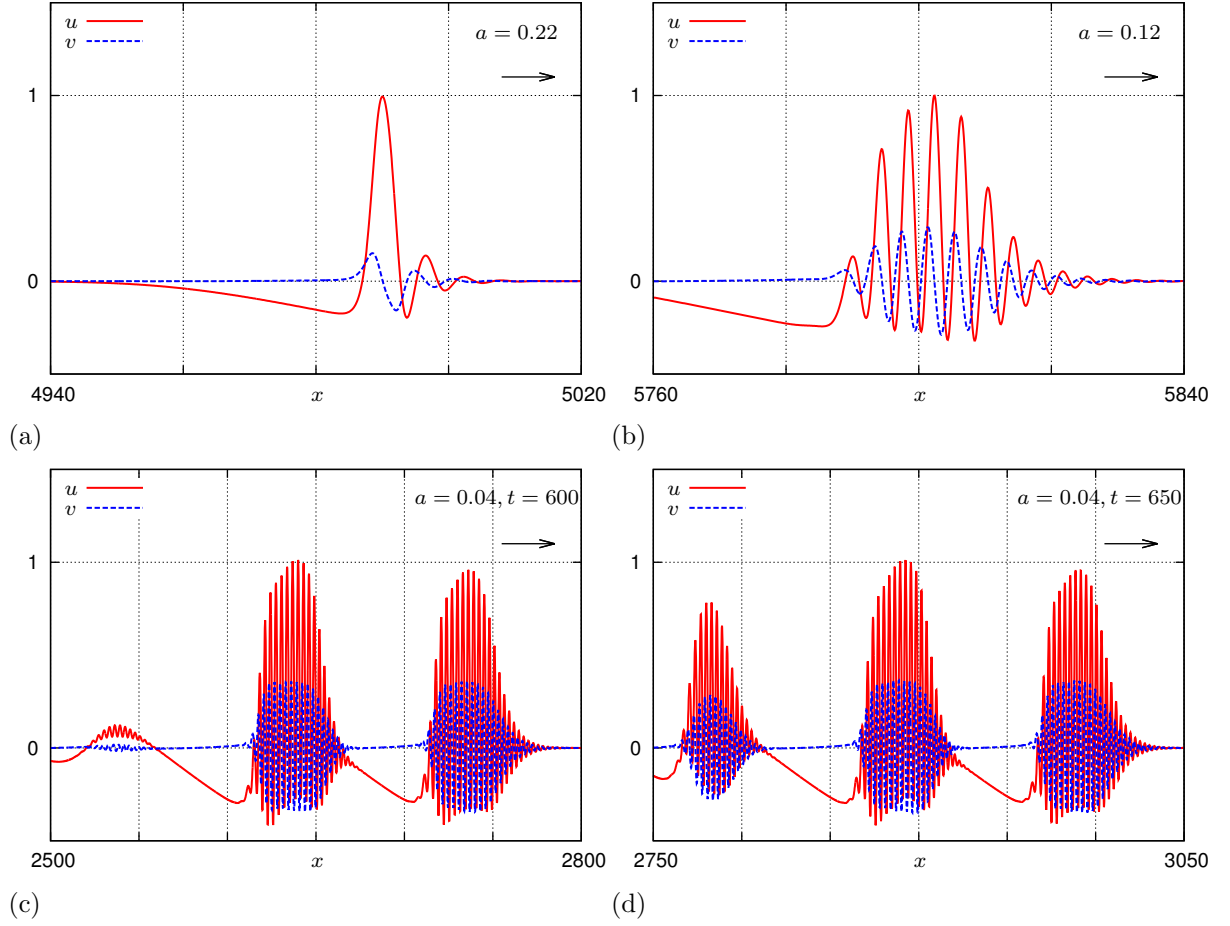 u
v
a = 0.22
1
0
4940
x
5020
(a)
u
v
a = 0.12
1
0
5760
x
5840
(b)
u
v
a = 0.04, t = 600
1
0
2500
x
2800
(c)
u
v
a = 0.04, t = 650
1
0
2750
x
3050
(d)